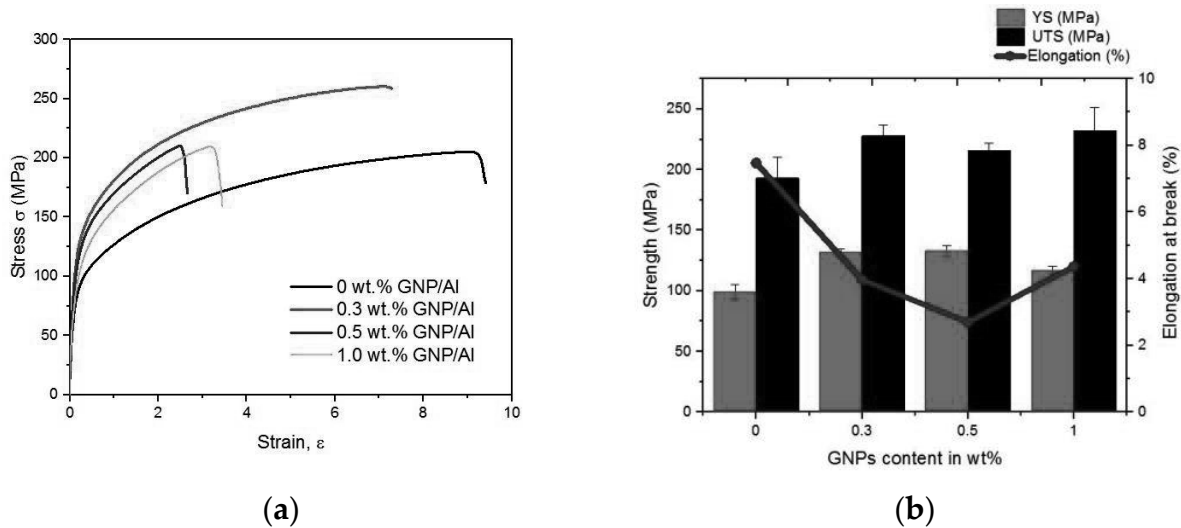 300
250
200
150
100
50
0
Stress σ (MPa)
0 wt.% GNP/Al
0.3 wt.% GNP/Al
0.5 wt.% GNP/Al
1.0 wt.% GNP/Al
0 2 4 6 8 10
Strain, ε
(a)
YS (MPa)
UTS (MPa)
Elongation (%)
250
200
150
100
50
0
Strength (MPa)
10
8
6
4
2
0
Elongation at break (%)
0 0.3 0.5 1
GNPs content in wt%
(b)